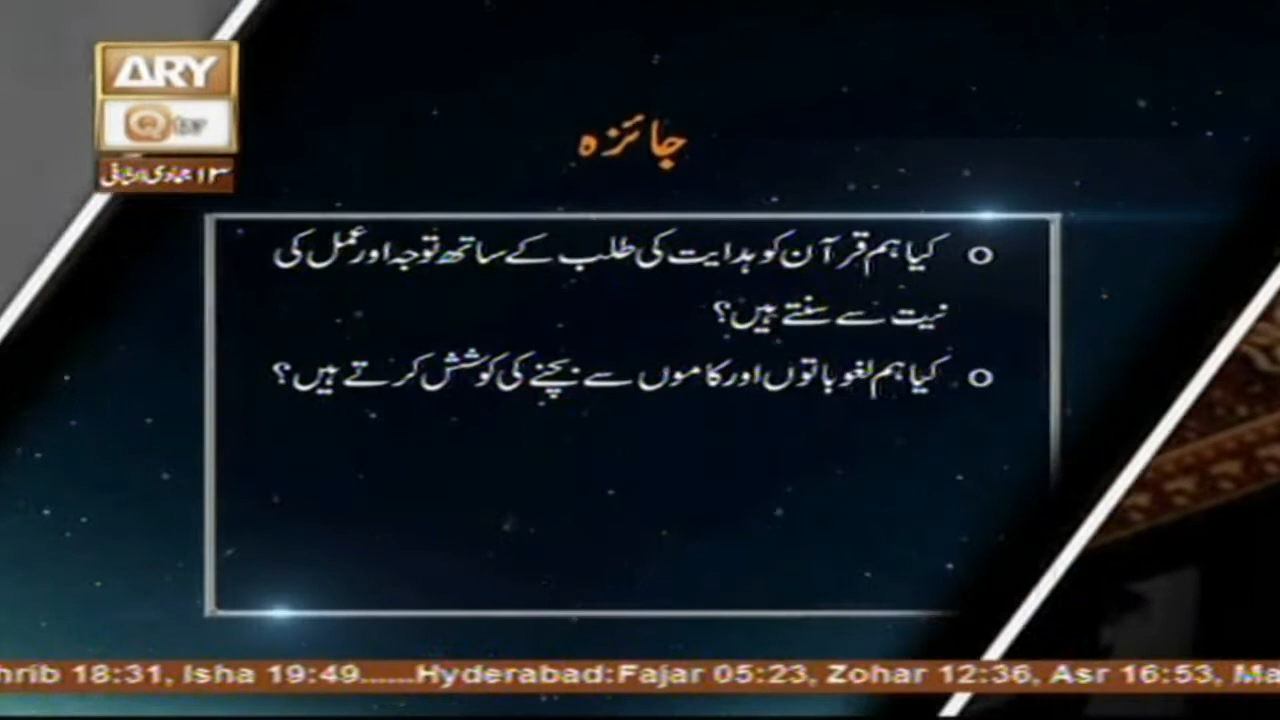 ARY
Qtv
۱۳ جمادی الثانی
جائزہ
o کیا ہم قرآن کو ہدایت کی طلب کے ساتھ توجہ اور عمل کی
نیت سے سنتے ہیں؟
o کیا ہم لغو باتوں اور کاموں سے بچنے کی کوشش کرتے ہیں؟
hrib 18:31, Isha 19:49......Hyderabad:Fajar 05:23, Zohar 12:36, Asr 16:53, Ma